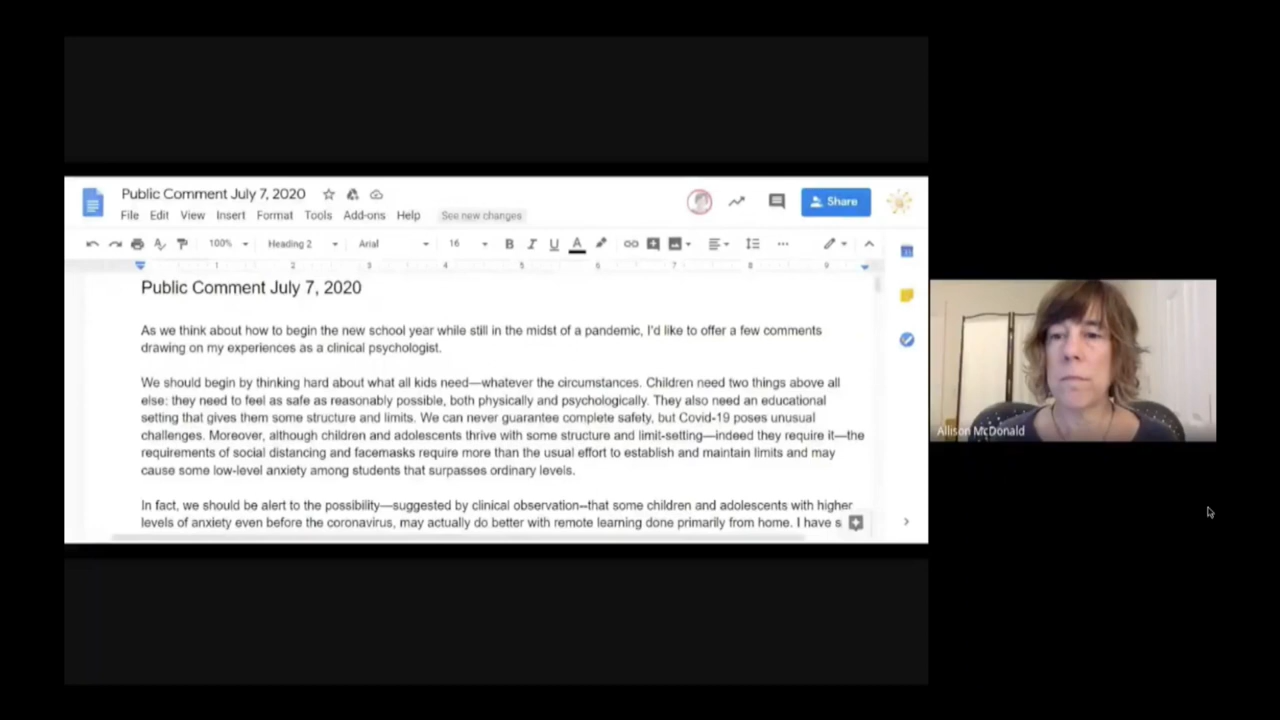 Public Comment July 7, 2020
File Edit View Insert Format Tools Add-ons Help See new changes
Share
100% Heading 2 Arial 16 B I U A
1 2 3 4 5 6 7 8 9
Public Comment July 7, 2020
As we think about how to begin the new school year while still in the midst of a pandemic, I'd like to offer a few comments
drawing on my experiences as a clinical psychologist.
We should begin by thinking hard about what all kids need—whatever the circumstances. Children need two things above all
else: they need to feel as safe as reasonably possible, both physically and psychologically. They also need an educational
setting that gives them some structure and limits. We can never guarantee complete safety, but Covid-19 poses unusual
challenges. Moreover, although children and adolescents thrive with some structure and limit-setting—indeed they require it—the
requirements of social distancing and facemasks require more than the usual effort to establish and maintain limits and may
cause some low-level anxiety among students that surpasses ordinary levels.
In fact, we should be alert to the possibility—suggested by clinical observation–that some children and adolescents with higher
levels of anxiety even before the coronavirus, may actually do better with remote learning done primarily from home. I have s
Allison McDonald